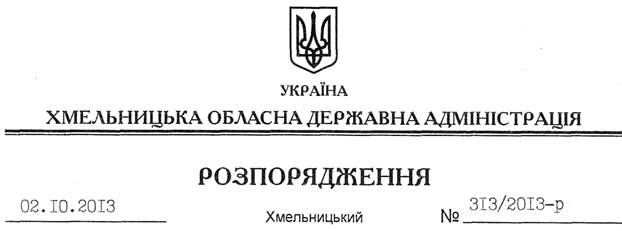 УКРАЇНА
ХМЕЛЬНИЦЬКА ОБЛАСНА ДЕРЖАВНА АДМІНІСТРАЦІЯ
РОЗПОРЯДЖЕННЯ
02.10.2013 Хмельницький № 313/2013-р